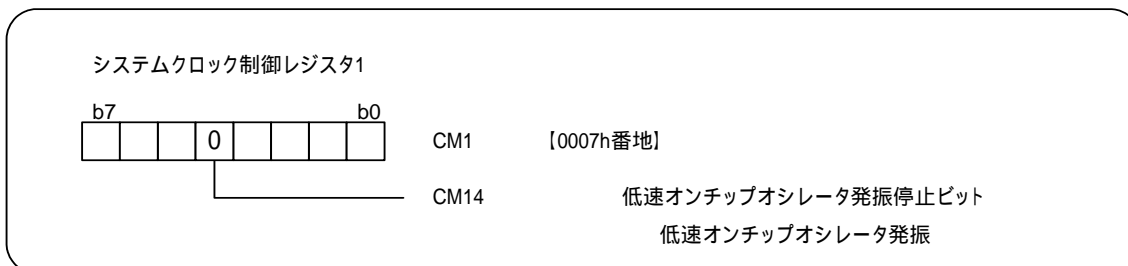 システムクロック制御レジスタ1
b7 b0
0 CM1 【0007h番地】
CM14 低速オンチップオシレータ発振停止ビット
低速オンチップオシレータ発振